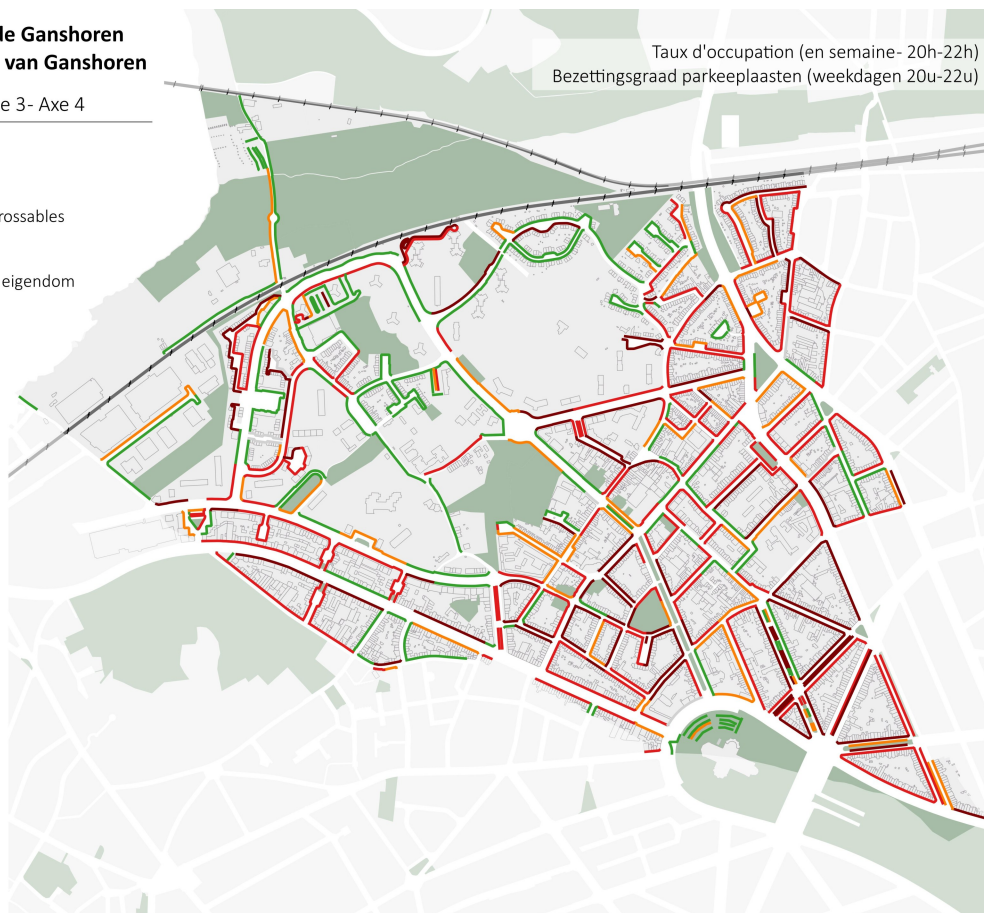 de Ganshoren
van Ganshoren
e 3- Axe 4
rossables
eigendom
Taux d'occupation (en semaine- 20h-22h)
Bezettingsgraad parkeeplaasten (weekdagen 20u-22u)